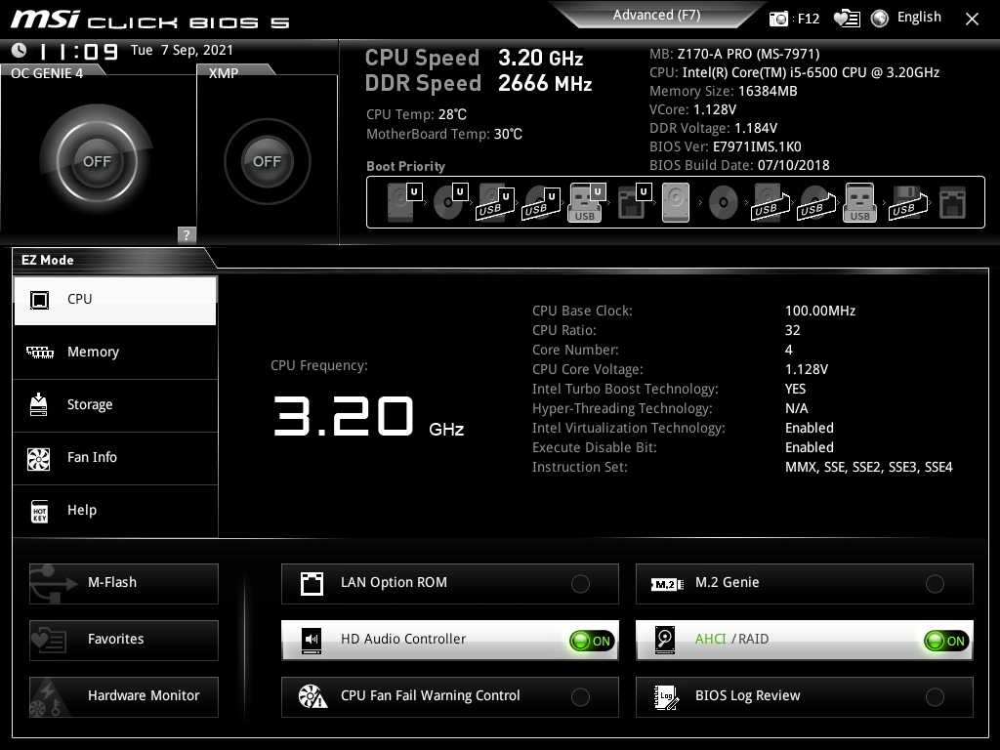 msi CLICK BIOS 5
Advanced (F7)
: F12
English
11:09 Tue 7 Sep, 2021
OC GENIE 4
XMP
OFF
OFF
?
CPU Speed 3.20 GHz
DDR Speed 2666 MHz
CPU Temp: 28℃
MotherBoard Temp: 30℃
MB: Z170-A PRO (MS-7971)
CPU: Intel(R) Core(TM) i5-6500 CPU @ 3.20GHz
Memory Size: 16384MB
VCore: 1.128V
DDR Voltage: 1.184V
BIOS Ver: E7971IMS.1K0
BIOS Build Date: 07/10/2018
Boot Priority
U U USB U USB U USB U U USB USB USB USB
EZ Mode
CPU
Memory
Storage
Fan Info
HOT KEY Help
CPU Frequency:
3.20 GHz
CPU Base Clock: 100.00MHz
CPU Ratio: 32
Core Number: 4
CPU Core Voltage: 1.128V
Intel Turbo Boost Technology: YES
Hyper-Threading Technology: N/A
Intel Virtualization Technology: Enabled
Execute Disable Bit: Enabled
Instruction Set: MMX, SSE, SSE2, SSE3, SSE4
M-Flash
Favorites
Hardware Monitor
LAN Option ROM
HD Audio Controller ON
CPU Fan Fail Warning Control
M.2 M.2 Genie
AHCI /RAID ON
Log BIOS Log Review